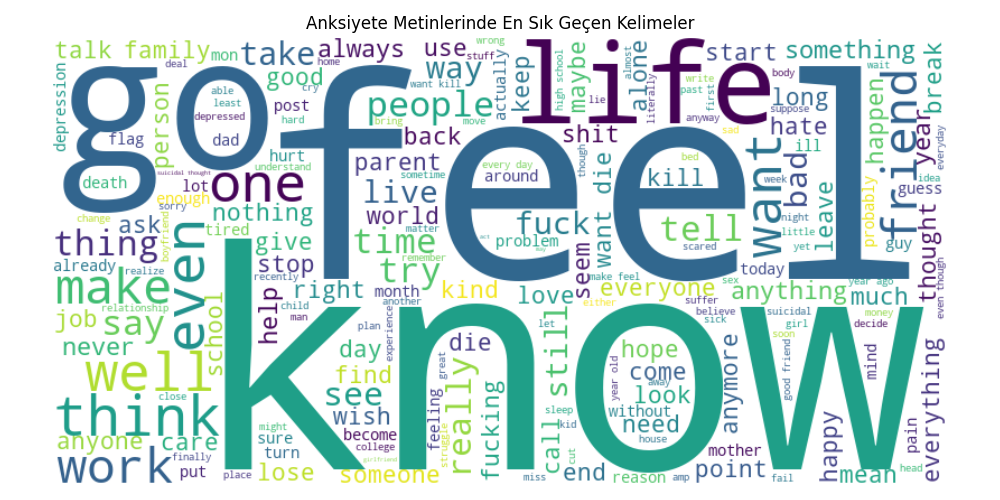 Anksiyete Metinlerinde En Sık Geçen Kelimeler
talk family mon take always use wrong stuff life maybe alone almost start something
depression deal go able least good home cry way actually keep high school literally write past first body wait break
flag person dad depressed post hard people bring move lie anyway suppose long happen friend year
death suicidal thought hurt understand back shit sad hate ill everyday
lot one parent sometime feel every day around though kill bed want bad leave probably guess idea
change enough sorry nothing live world matter fuck want die tell week night little yet guy
ask boyfriend tired time remember act problem day seem scared thought
thing even give try make feel today year ago even though
already realize recently stop kind either everyone sex anything much
make relationship child right month another love suffer believe suicidal money
job say school help man plan experience know let still sick girl decide
never day die hope anymore soon good friend mind
well close find great year old away come everything
think see feeling really fucking sleep look happy pain
anyone care might sure wish become struggle kid without need house mother
work finally put turn college girlfriend call cut point head
place lose someone miss end reason amp fail mean